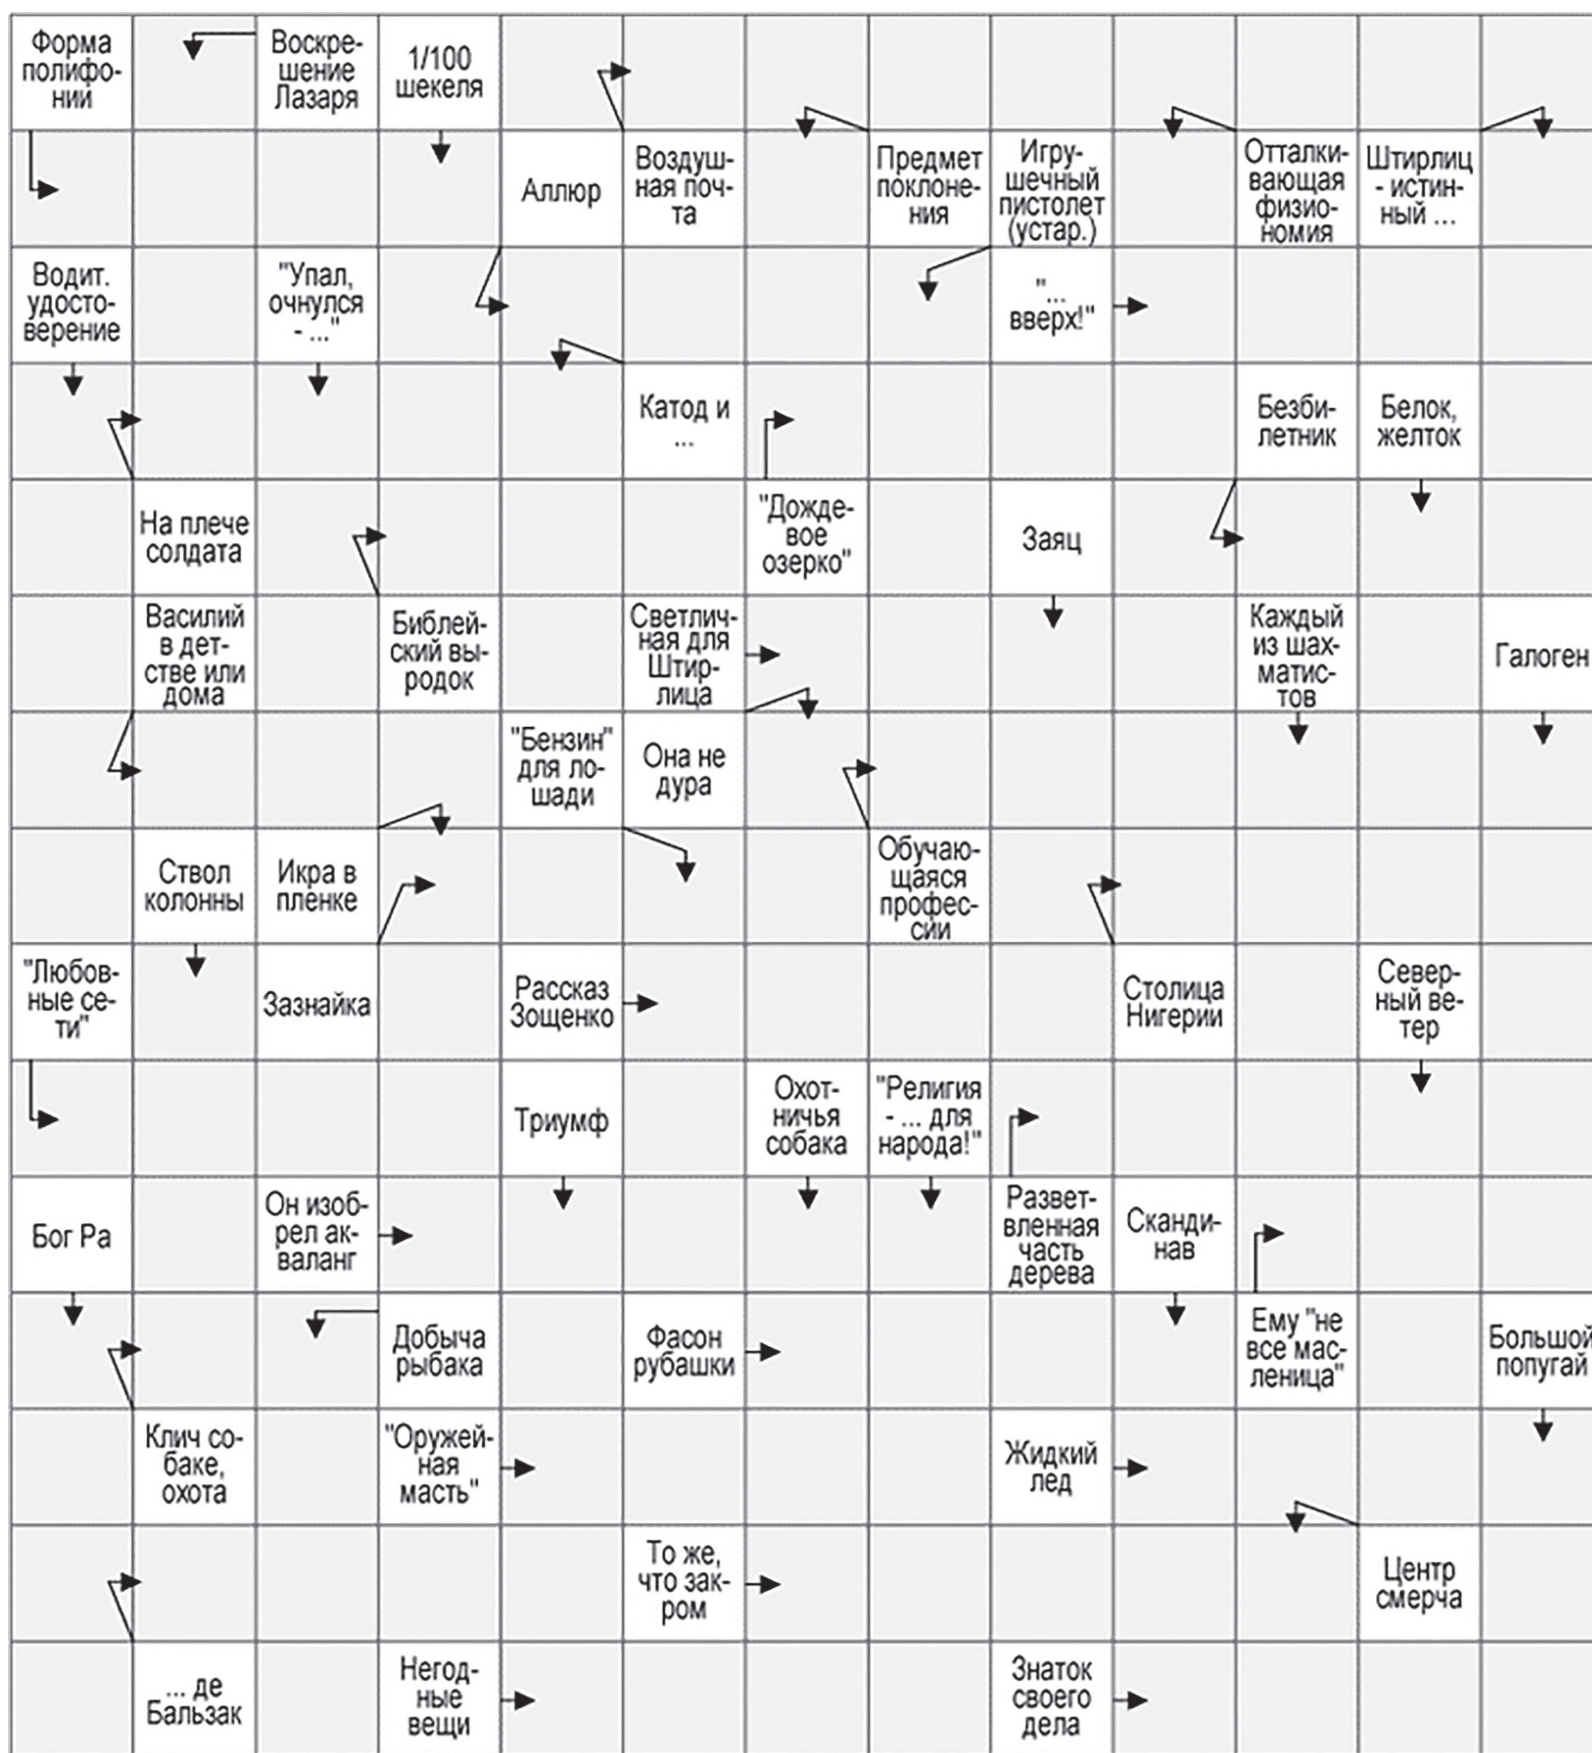 Форма
полифо-
нии
Воскре-
шение
Лазаря
1/100
шекеля
Аллюр
Воздуш-
ная поч-
та
Предмет
поклоне-
ния
Игру-
шечный
пистолет
(устар.)
Отталки-
вающая
физио-
номия
Штирлиц
- истин-
ный ...
Водит.
удосто-
верение
"Упал,
очнулся
- ..."
"...
вверх!"
Катод и
...
Безби-
летник
Белок,
желток
На плече
солдата
"Дожде-
вое
озерко"
Заяц
Василий
в дет-
стве или
дома
Библей-
ский вы-
родок
Светлич-
ная для
Штир-
лица
Каждый
из шах-
матис-
тов
Галоген
"Бензин"
для ло-
шади
Она не
дура
Ствол
колонны
Икра в
пленке
Обучаю-
щаяся
профес-
сии
"Любов-
ные се-
ти"
Зазнайка
Рассказ
Зощенко
Столица
Нигерии
Север-
ный ве-
тер
Триумф
Охот-
ничья
собака
"Религия
- ... для
народа!"
Бог Ра
Он изоб-
рел ак-
валанг
Развет-
вленная
часть
дерева
Сканди-
нав
Добыча
рыбака
Фасон
рубашки
Ему "не
все мас-
леница"
Большой
попугай
Клич со-
баке,
охота
"Оружей-
ная
масть"
Жидкий
лед
То же,
что зак-
ром
Центр
смерча
... де
Бальзак
Негод-
ные
вещи
Знаток
своего
дела